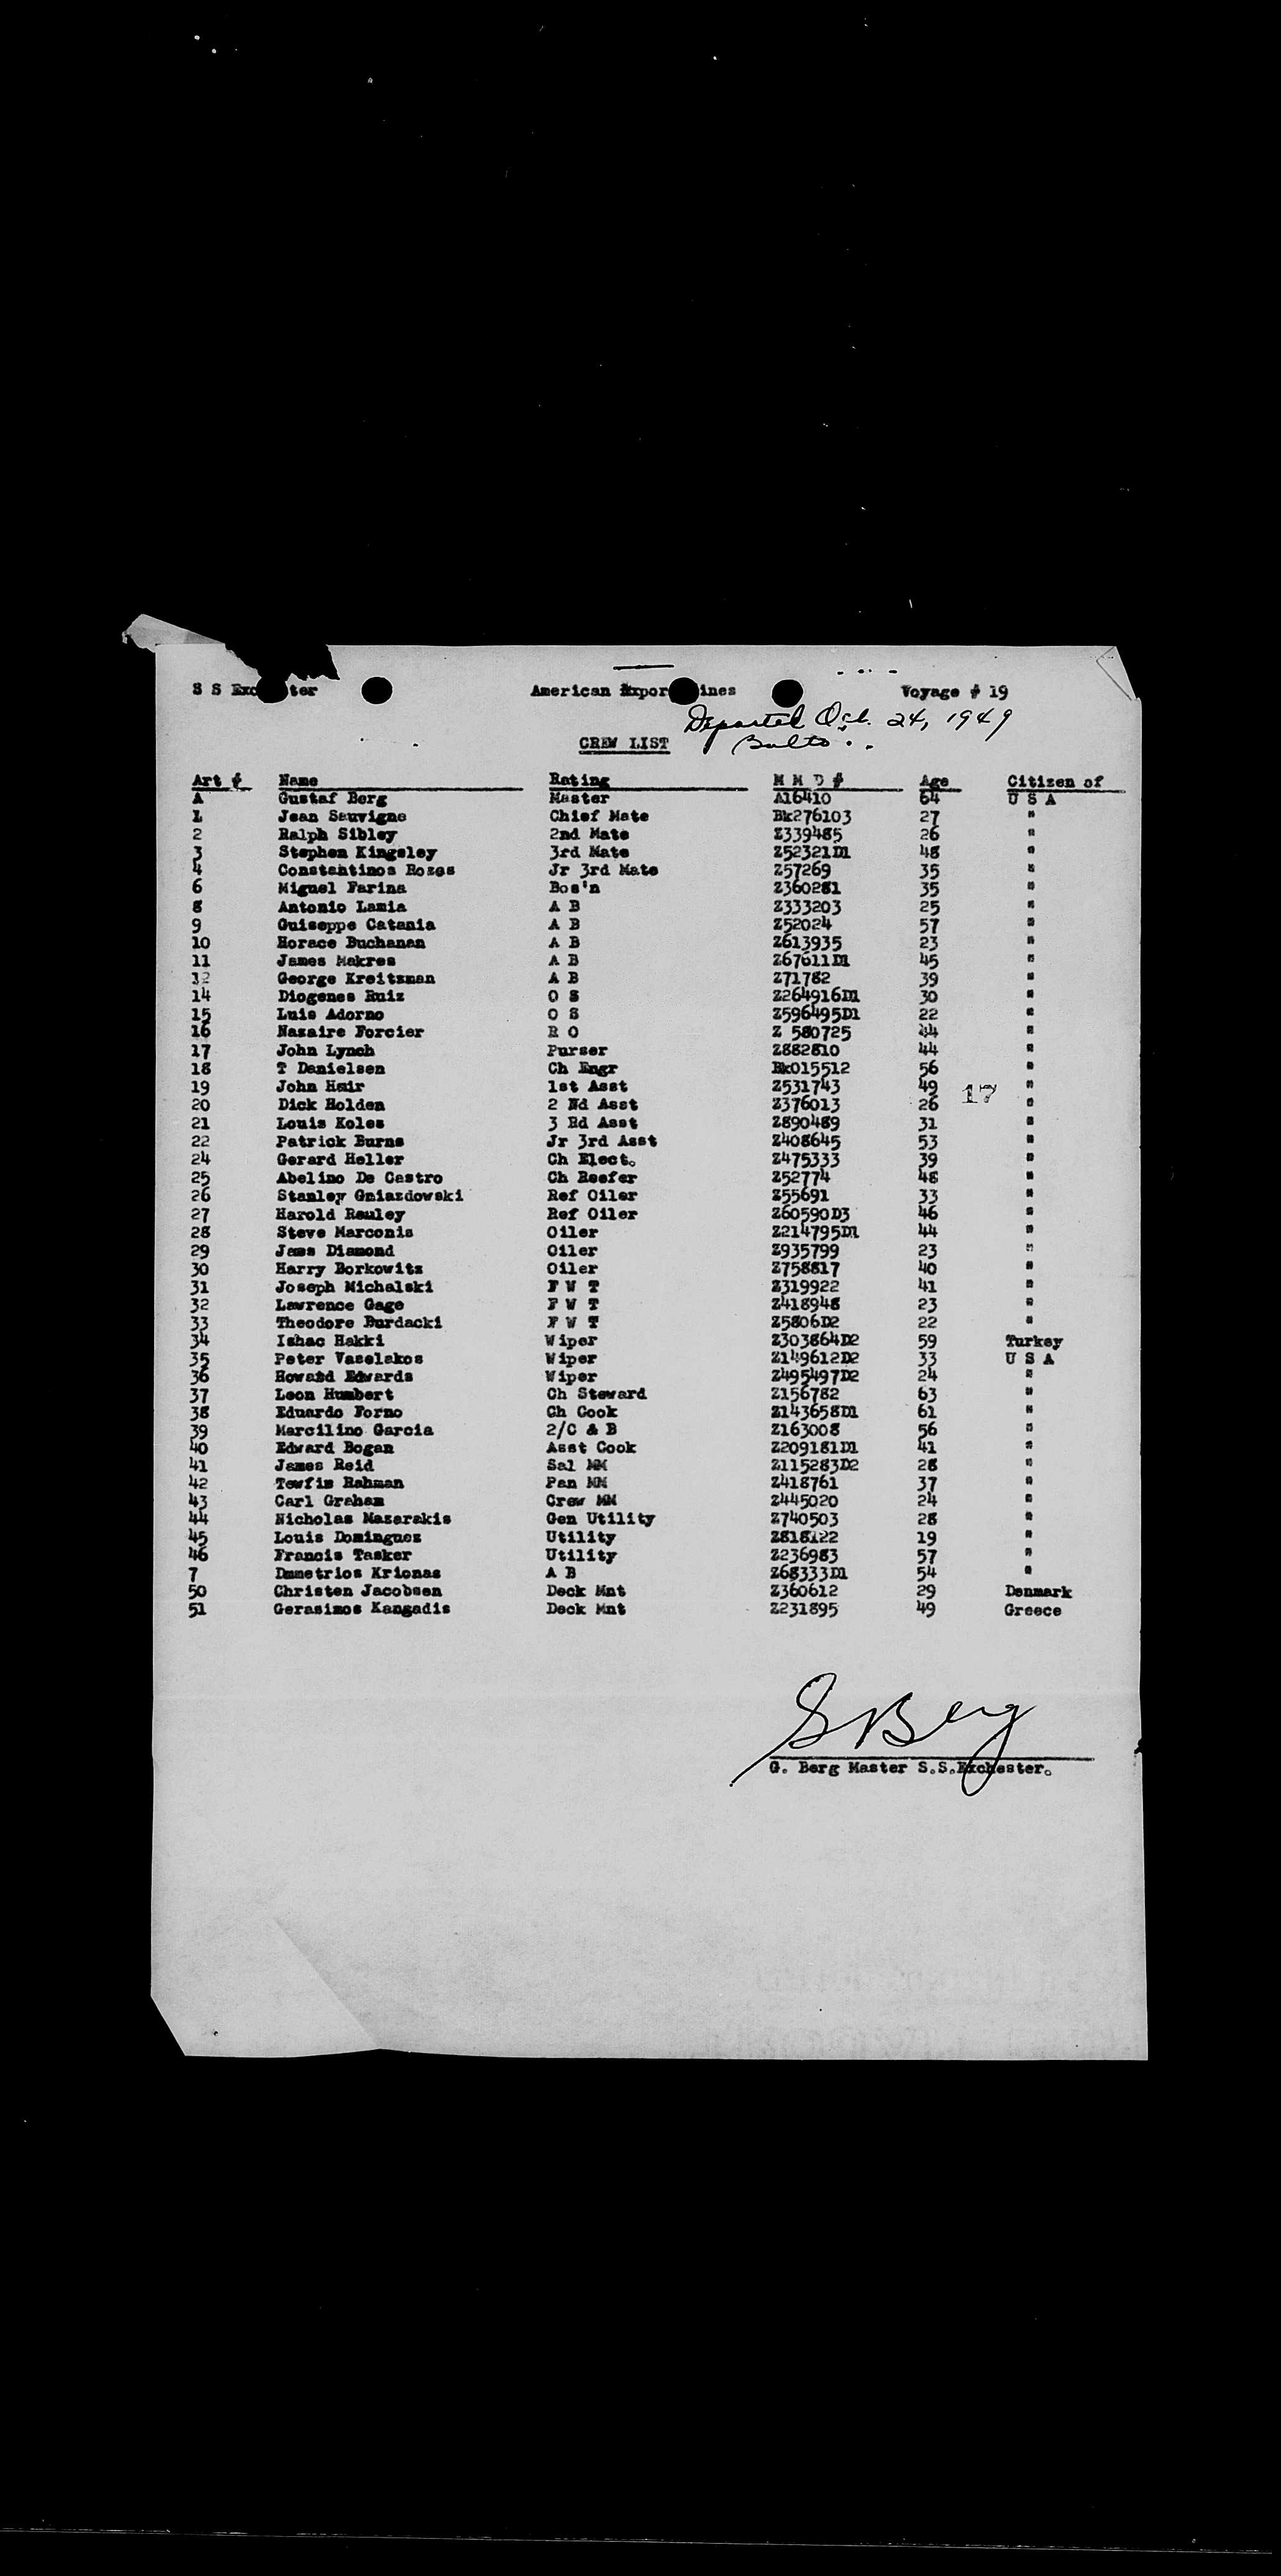 S S Exc ter American Expor ines Voyage # 19
Departed Oct. 24, 1949
Balto.
CREW LIST
Art # Name Rating M M D # Age Citizen of
A Gustaf Berg Master A16410 64 U S A
1 Jean Sauvigne Chief Mate Bk276103 27 "
2 Ralph Sibley 2nd Mate Z339485 26 "
3 Stephen Kingsley 3rd Mate Z52321D1 48 "
4 Constantinos Rozes Jr 3rd Mate Z57269 35 "
6 Miguel Farina Bos'n Z360281 35 "
8 Antonio Lamia A B Z333203 25 "
9 Guiseppe Catania A B Z52024 57 "
10 Horace Buchanan A B Z613935 23 "
11 James Makres A B Z67611D1 45 "
12 George Kreitzman A B Z71782 39 "
14 Diogenes Ruiz O S Z264916D1 30 "
15 Luis Adorno O S Z596495D1 22 "
16 Nazaire Forcier R O Z 580725 44 "
17 John Lynch Purser Z882810 44 "
18 T Danielsen Ch Engr Bk015512 56 "
19 John Hair 1st Asst Z531743 49 17 "
20 Dick Holden 2 Nd Asst Z376013 26 "
21 Louis Koles 3 Rd Asst Z890489 31 "
22 Patrick Burns Jr 3rd Asst Z408645 53 "
24 Gerard Heller Ch Elect. Z475333 39 "
25 Abelino De Castro Ch Reefer Z52774 48 "
26 Stanley Gniazdowski Ref Oiler Z55691 33 "
27 Harold Rauley Ref Oiler Z60590D3 46 "
28 Steve Marconis Oiler Z214795D1 44 "
29 Jams Diamond Oiler Z935799 23 "
30 Harry Borkowitz Oiler Z758817 40 "
31 Joseph Michalski F W T Z319922 41 "
32 Lawrence Gage F W T Z418948 23 "
33 Theodore Burdacki F W T Z5806D2 22 "
34 Ishac Hakki Wiper Z303864D2 59 Turkey
35 Peter Vaselakos Wiper Z149612D2 33 U S A
36 Howard Edwards Wiper Z495497D2 24 "
37 Leon Humbert Ch Steward Z156782 63 "
38 Eduardo Forno Ch Cook Z143658D1 61 "
39 Marcilino Garcia 2/C & B Z163008 56 "
40 Edward Bogan Asst Cook Z209181D1 41 "
41 James Reid Sal MM Z115283D2 28 "
42 Tewfim Rahman Pan MM Z418761 37 "
43 Carl Graham Crew MM Z445020 24 "
44 Nicholas Mazarakis Gen Utility Z740503 28 "
45 Louis Dominguez Utility Z818122 19 "
46 Francis Tasker Utility Z236983 57 "
7 Dmmetrios Krionas A B Z68333D1 54 "
50 Christen Jacobsen Deck Mnt Z360612 29 Denmark
51 Gerasimos Kangadis Deck Mnt Z231895 49 Greece
G Berg
G. Berg Master S.S.Exchester.